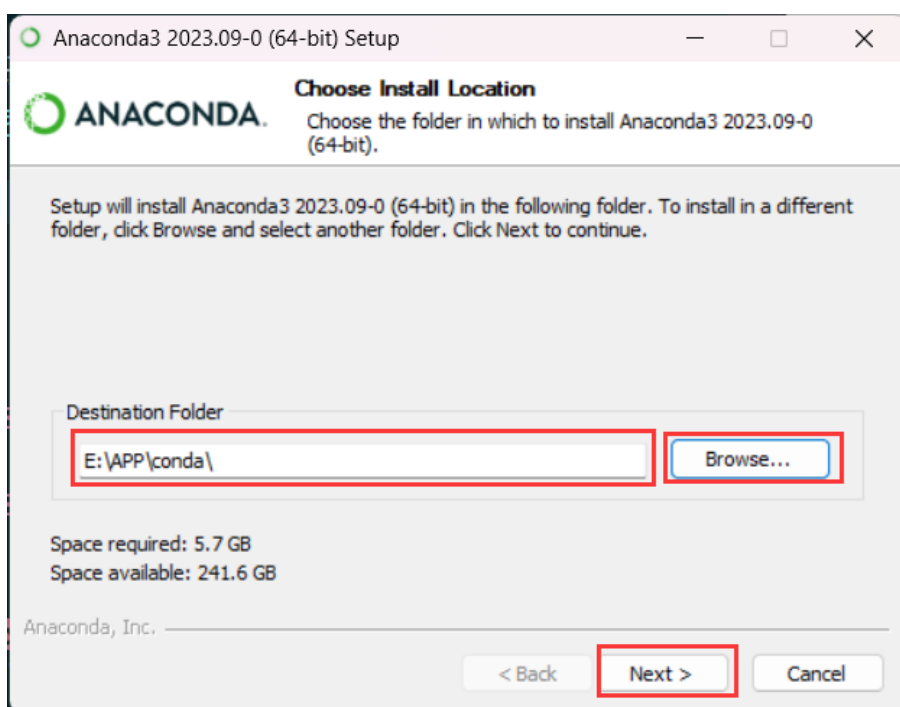 Anaconda3 2023.09-0 (64-bit) Setup
ANACONDA.
Choose Install Location
Choose the folder in which to install Anaconda3 2023.09-0
(64-bit).
Setup will install Anaconda3 2023.09-0 (64-bit) in the following folder. To install in a different
folder, click Browse and select another folder. Click Next to continue.
Destination Folder
E:\APP\conda\
Browse...
Space required: 5.7 GB
Space available: 241.6 GB
Anaconda, Inc.
< Back
Next >
Cancel